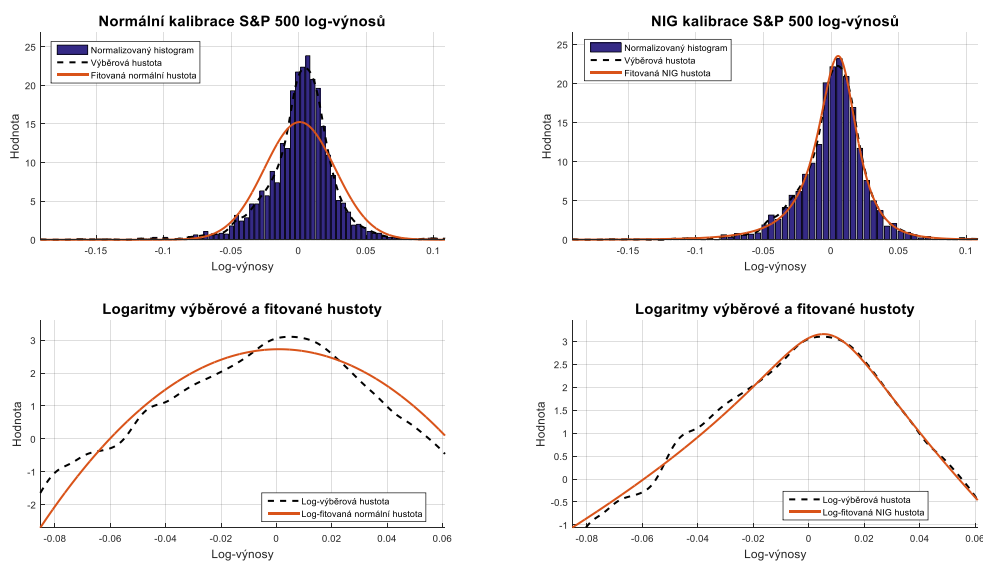 Normální kalibrace S&P 500 log-výnosů
25
20
15
10
5
0
Hodnota
Normalizovaný histogram
Výběrová hustota
Fitovaná normální hustota
-0.15
-0.1
-0.05
0
0.05
0.1
Log-výnosy
NIG kalibrace S&P 500 log-výnosů
25
20
15
10
5
0
Hodnota
Normalizovaný histogram
Výběrová hustota
Fitovaná NIG hustota
-0.15
-0.1
-0.05
0
0.05
0.1
Log-výnosy
Logaritmy výběrové a fitované hustoty
3
2
1
0
-1
-2
Hodnota
Log-výběrová hustota
Log-fitovaná normální hustota
-0.08
-0.06
-0.04
-0.02
0
0.02
0.04
0.06
Log-výnosy
Logaritmy výběrové a fitované hustoty
3
2.5
2
1.5
1
0.5
0
-0.5
-1
Hodnota
Log-výběrová hustota
Log-fitovaná NIG hustota
-0.08
-0.06
-0.04
-0.02
0
0.02
0.04
0.06
Log-výnosy